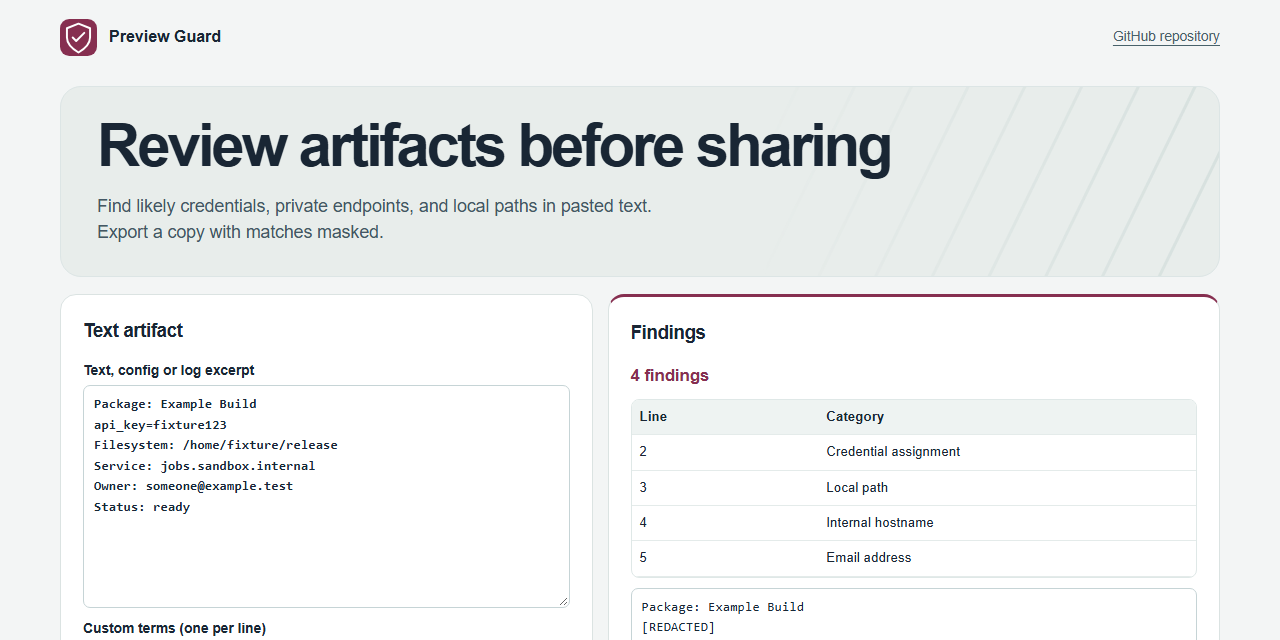 Preview Guard
GitHub repository
Review artifacts before sharing
Find likely credentials, private endpoints, and local paths in pasted text.
Export a copy with matches masked.
Text artifact
Text, config or log excerpt
Package: Example Build
api_key=fixture123
Filesystem: /home/fixture/release
Service: jobs.sandbox.internal
Owner: someone@example.test
Status: ready
Custom terms (one per line)
Findings
4 findings
Line Category
2 Credential assignment
3 Local path
4 Internal hostname
5 Email address
Package: Example Build
[REDACTED]